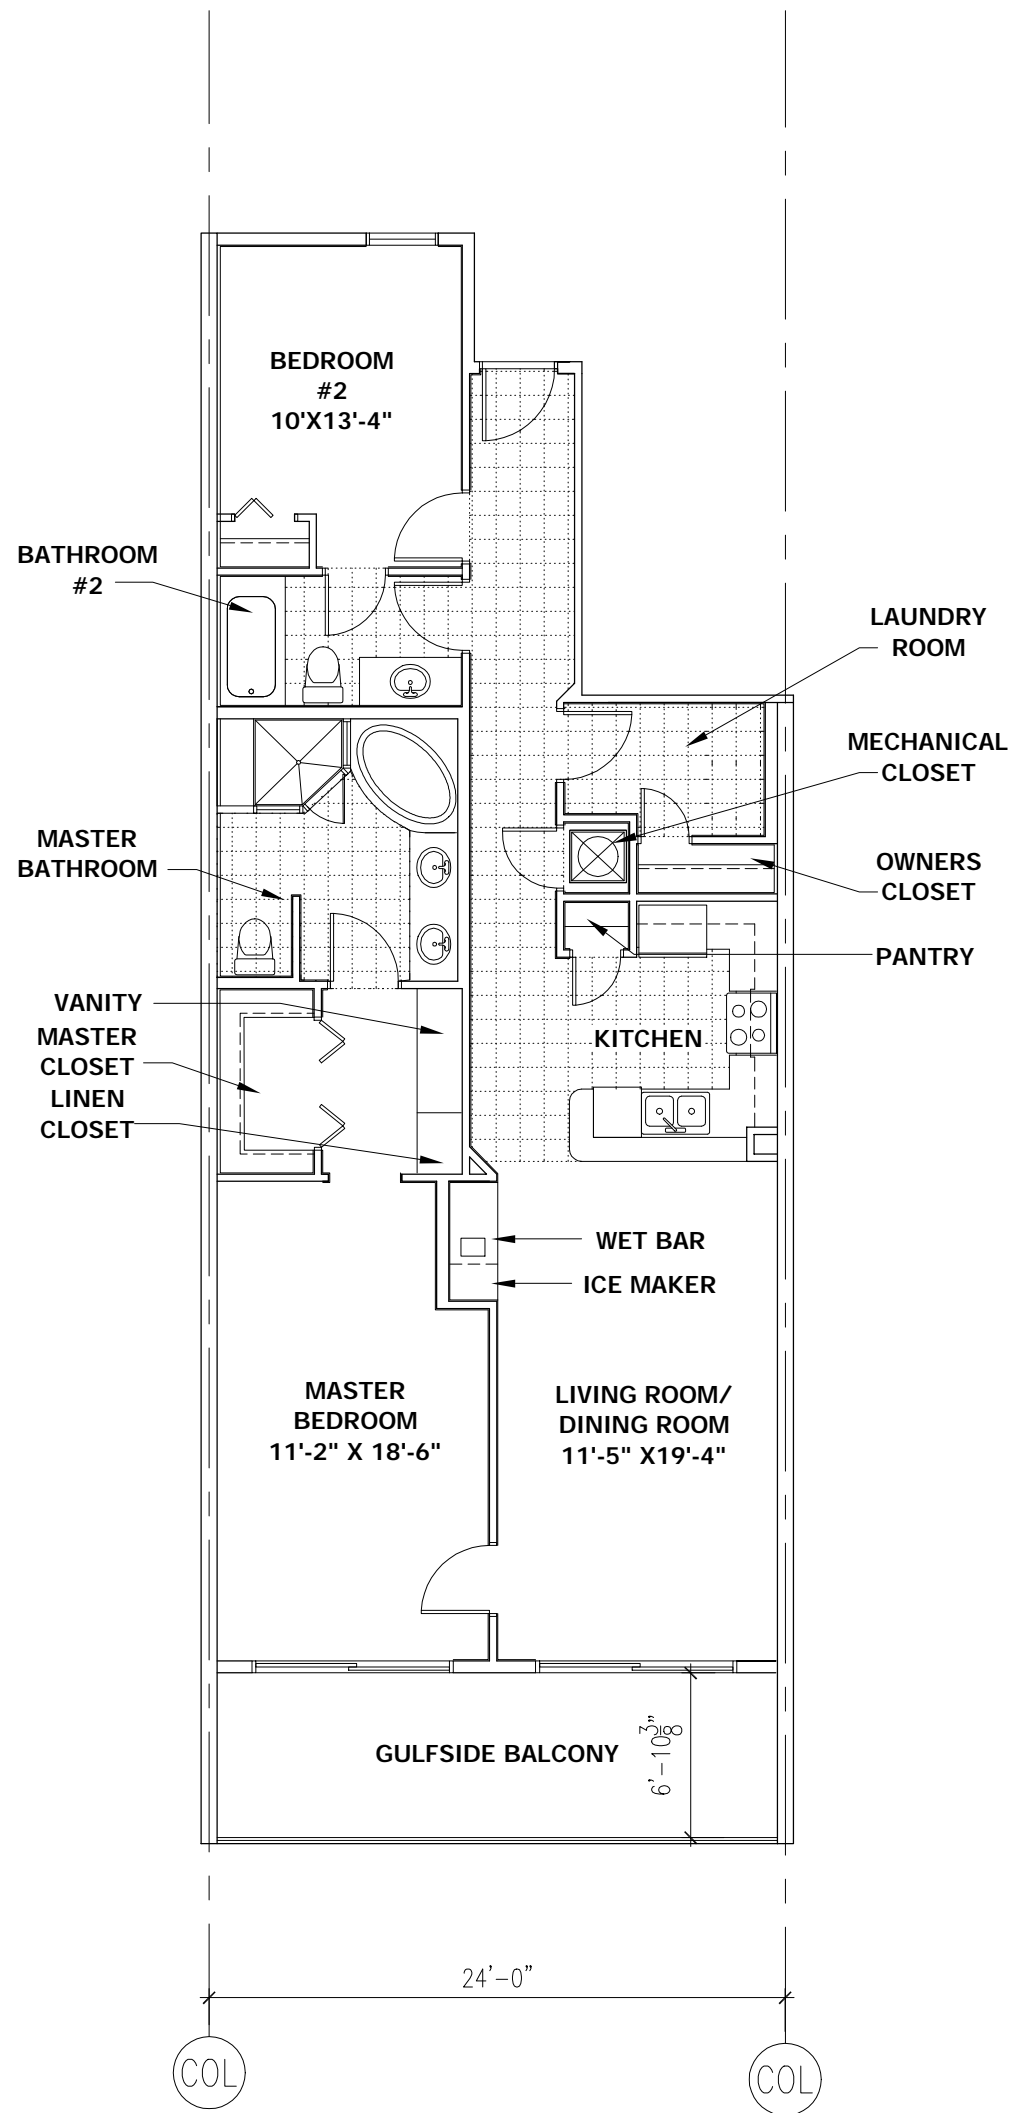 BEDROOM
#2
10'X13'-4"
BATHROOM
#2
LAUNDRY
ROOM
MECHANICAL
CLOSET
MASTER
BATHROOM
OWNERS
CLOSET
PANTRY
VANITY
MASTER
CLOSET
LINEN
CLOSET
KITCHEN
WET BAR
ICE MAKER
MASTER
BEDROOM
11'-2" X 18'-6"
LIVING ROOM/
DINING ROOM
11'-5" X19'-4"
GULFSIDE BALCONY
6'-10 3/8"
24'-0"
COL
COL